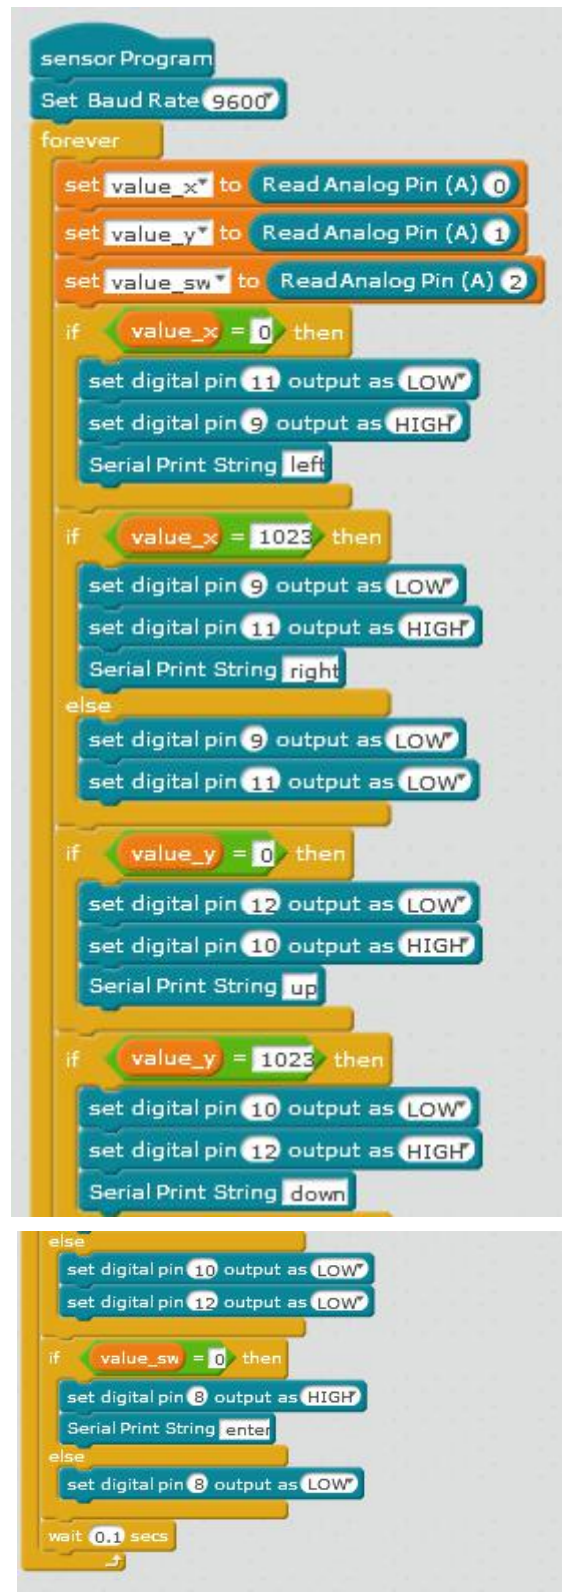 sensor Program
Set Baud Rate 9600
forever
set value_x to Read Analog Pin (A) 0
set value_y to Read Analog Pin (A) 1
set value_sw to Read Analog Pin (A) 2
if value_x = 0 then
set digital pin 11 output as LOW
set digital pin 9 output as HIGH
Serial Print String left
if value_x = 1023 then
set digital pin 9 output as LOW
set digital pin 11 output as HIGH
Serial Print String right
else
set digital pin 9 output as LOW
set digital pin 11 output as LOW
if value_y = 0 then
set digital pin 12 output as LOW
set digital pin 10 output as HIGH
Serial Print String up
if value_y = 1023 then
set digital pin 10 output as LOW
set digital pin 12 output as HIGH
Serial Print String down
else
set digital pin 10 output as LOW
set digital pin 12 output as LOW
if value_sw = 0 then
set digital pin 8 output as HIGH
Serial Print String enter
else
set digital pin 8 output as LOW
wait 0.1 secs